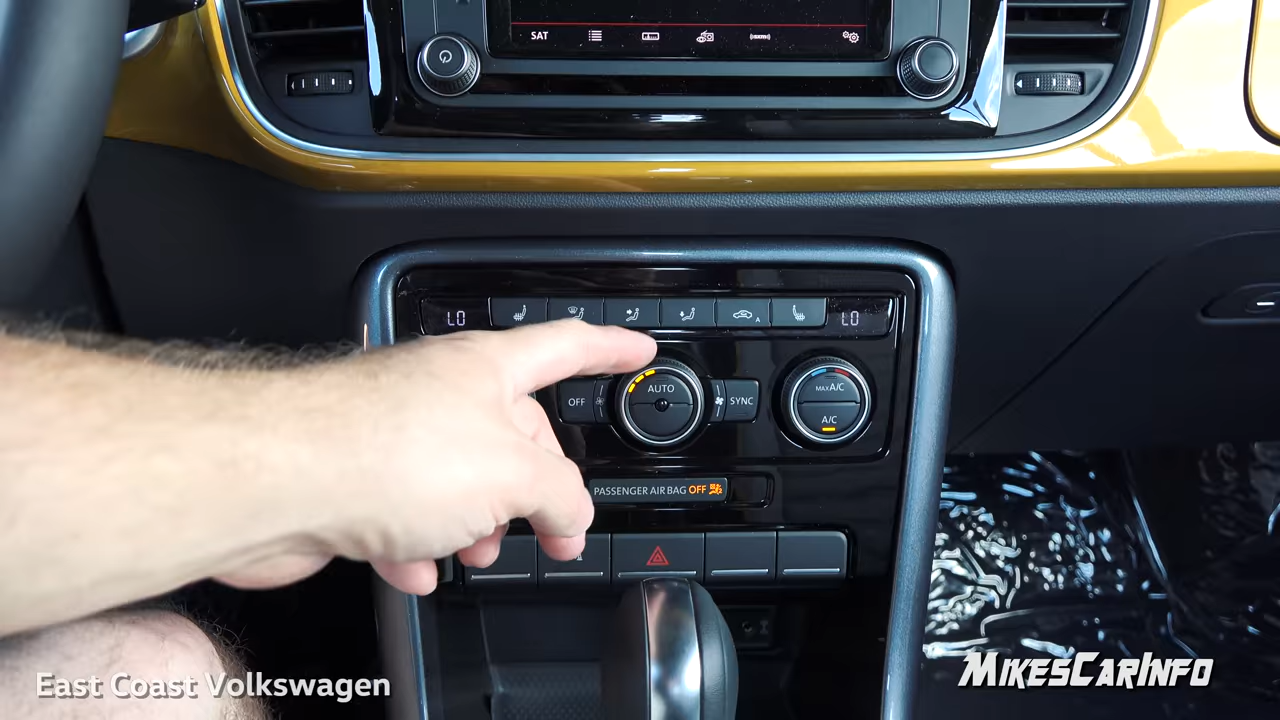 SAT
LO
A
LO
OFF
AUTO
SYNC
MAX A/C
A/C
PASSENGER AIR BAG OFF
East Coast Volkswagen
MIKESCARINFO